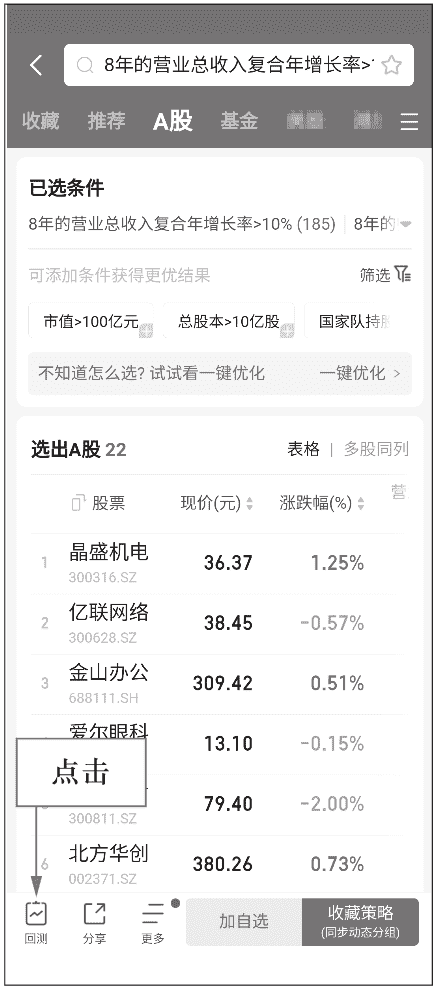 8年的营业总收入复合年增长率>1
收藏 推荐 A股 基金
已选条件
8年的营业总收入复合年增长率>10% (185) 8年的
可添加条件获得更优结果 筛选
市值>100亿元 总股本>10亿股 国家队持股
不知道怎么选? 试试看一键优化 一键优化 >
选出A股 22 表格 | 多股同列
股票 现价(元) 涨跌幅(%) 营
1 晶盛机电 36.37 1.25%
300316.SZ
2 亿联网络 38.45 -0.57%
300628.SZ
3 金山办公 309.42 0.51%
688111.SH
爱尔眼科 13.10 -0.15%
点击
5 79.40 -2.00%
300811.SZ
6 北方华创 380.26 0.73%
002371.SZ
回测 分享 更多 加自选 收藏策略
(同步动态分组)